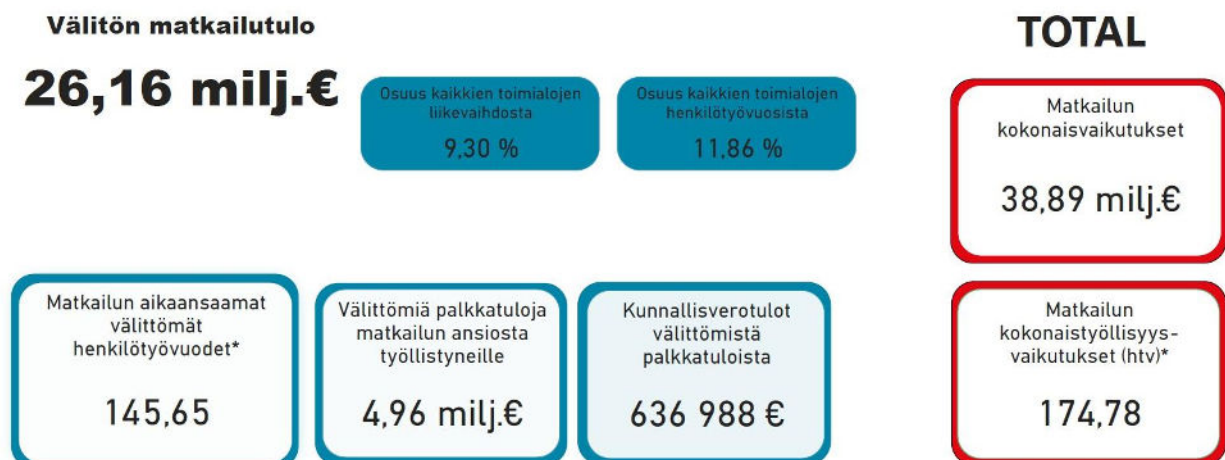 Välitön matkailutulo
26,16 milj.€
Osuus kaikkien toimialojen
liikevaihdosta
9,30 %
Osuus kaikkien toimialojen
henkilötyövuosista
11,86 %
TOTAL
Matkailun
kokonaisvaikutukset
38,89 milj.€
Matkailun aikaansaamat
välittömät
henkilötyövuodet*
145,65
Välittömiä palkkatuloja
matkailun ansiosta
työllistyneille
4,96 milj.€
Kunnallisverotulot
välittömistä
palkkatuloista
636 988 €
Matkailun
kokonaistyöllisyys-
vaikutukset (htv)*
174,78